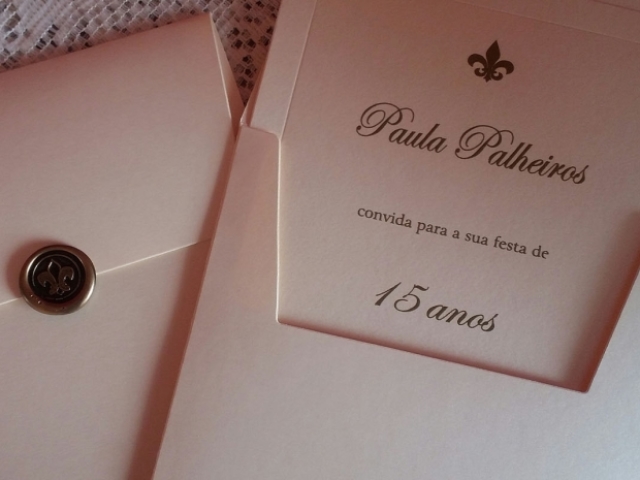 Paula Palheiros
convida para a sua festa de
15 anos